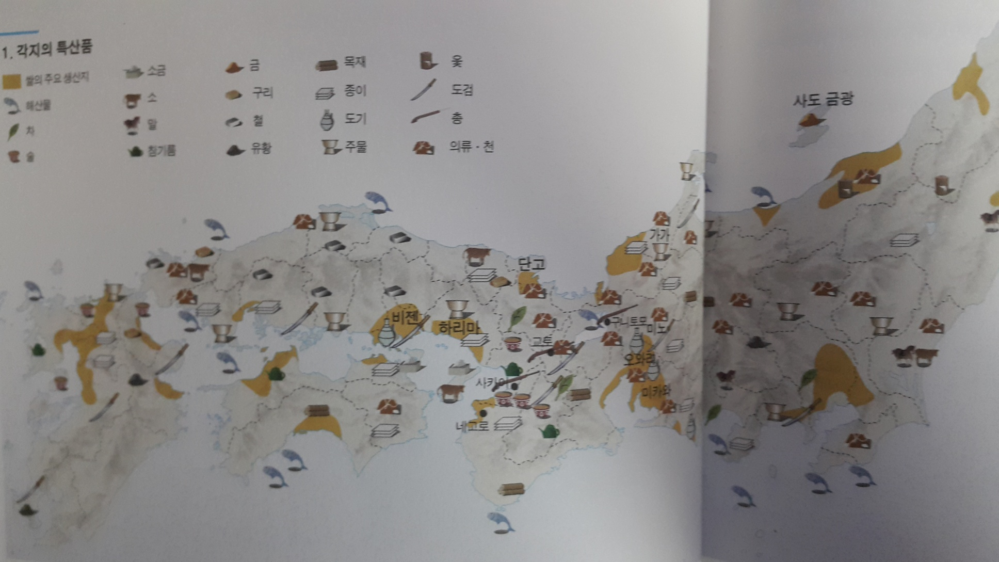 1. 각지의 특산품
쌀의 주요 생산지
해산물
차
술
소금
소
말
참기름
금
구리
철
유황
목재
종이
도기
주물
옻
도검
총
의류·천
사도 금광
가가
단고
비젠
하리마
구니토모
미노
교토
오와리
사카이
미카와
네고로